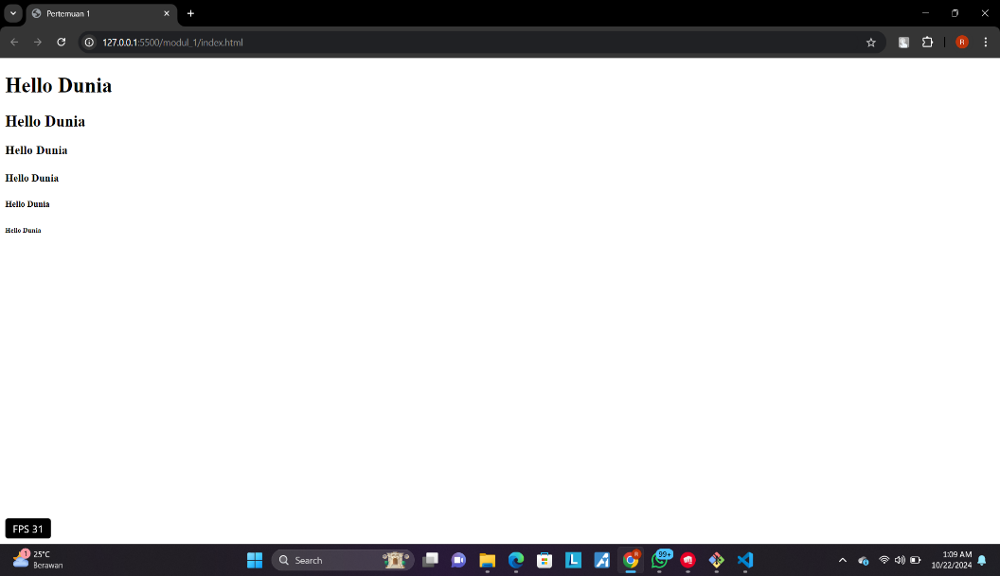 Pertemuan 1
127.0.0.1:5500/modul_1/index.html
R
Hello Dunia
Hello Dunia
Hello Dunia
Hello Dunia
Hello Dunia
Hello Dunia
FPS 31
1
25°C
Berawan
Search
L
R
99+
1:09 AM
10/22/2024